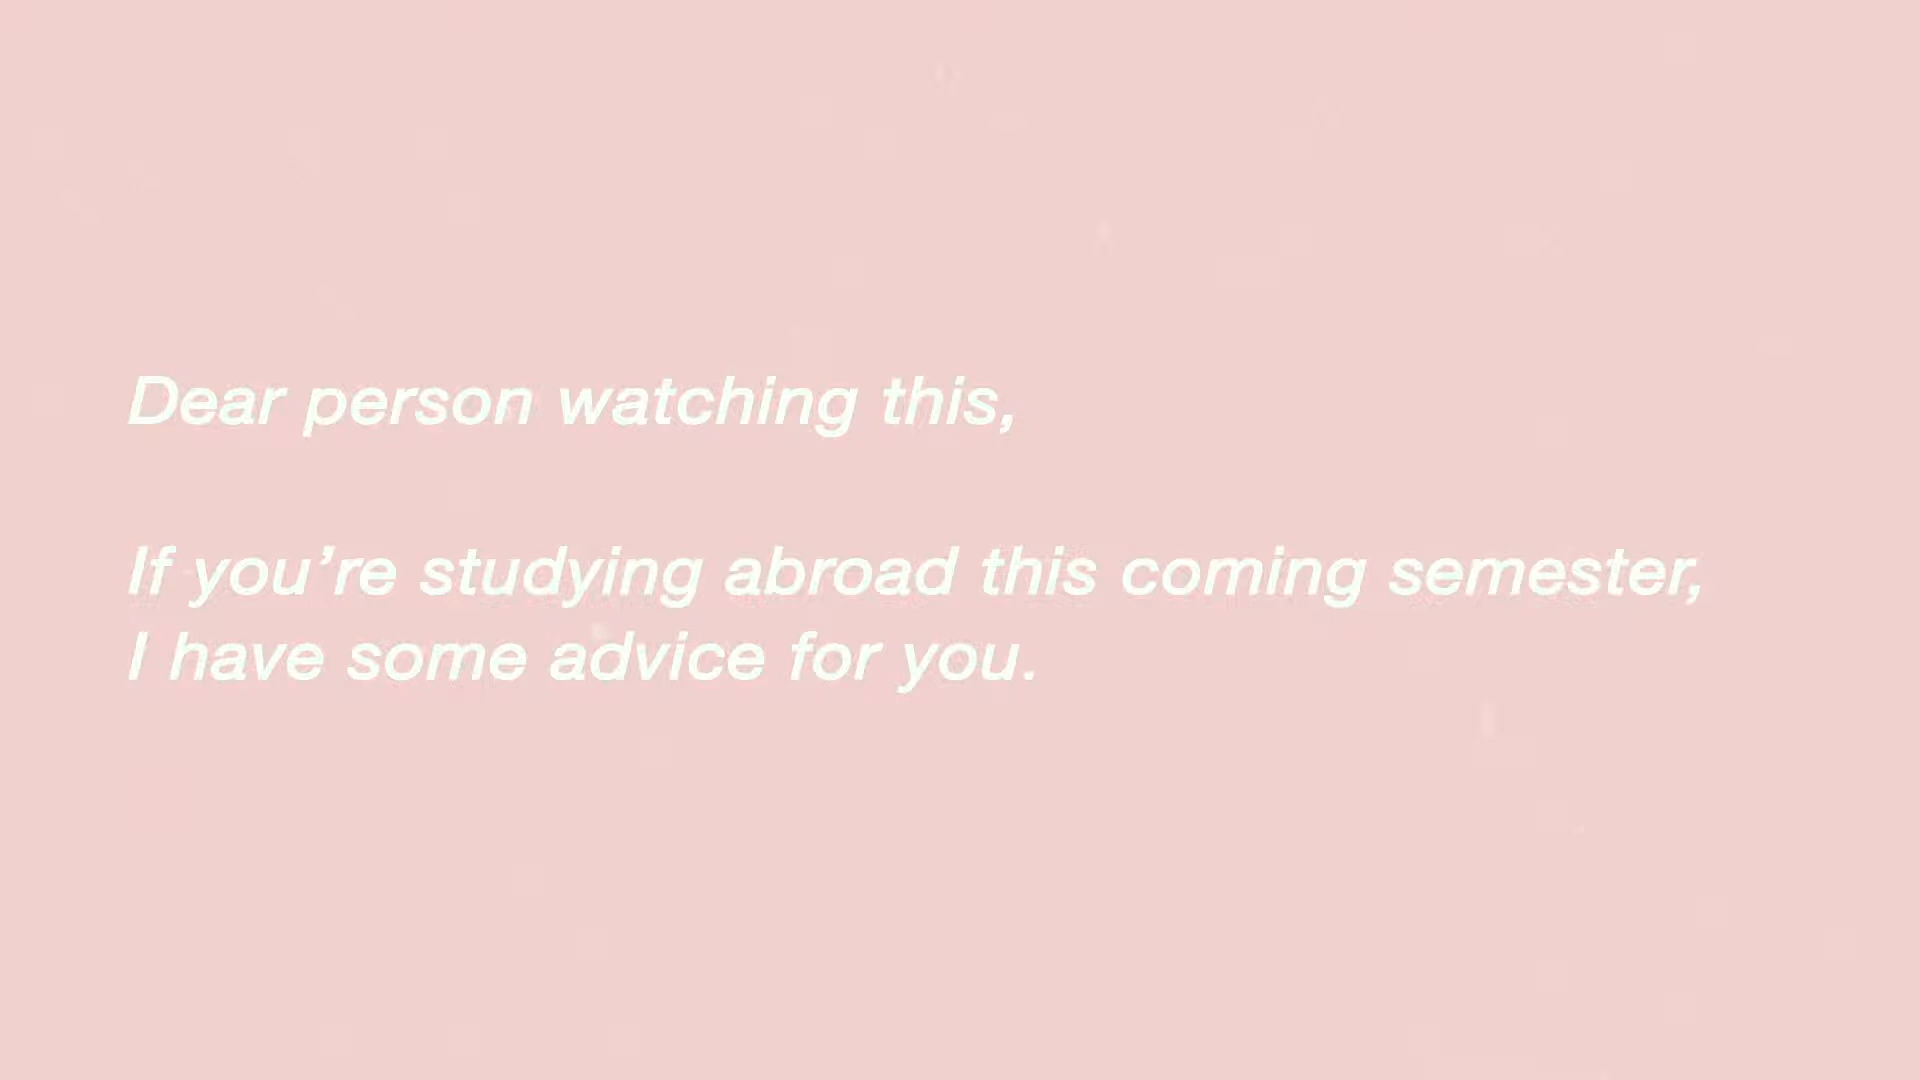 Dear person watching this,
If you’re studying abroad this coming semester,
I have some advice for you.